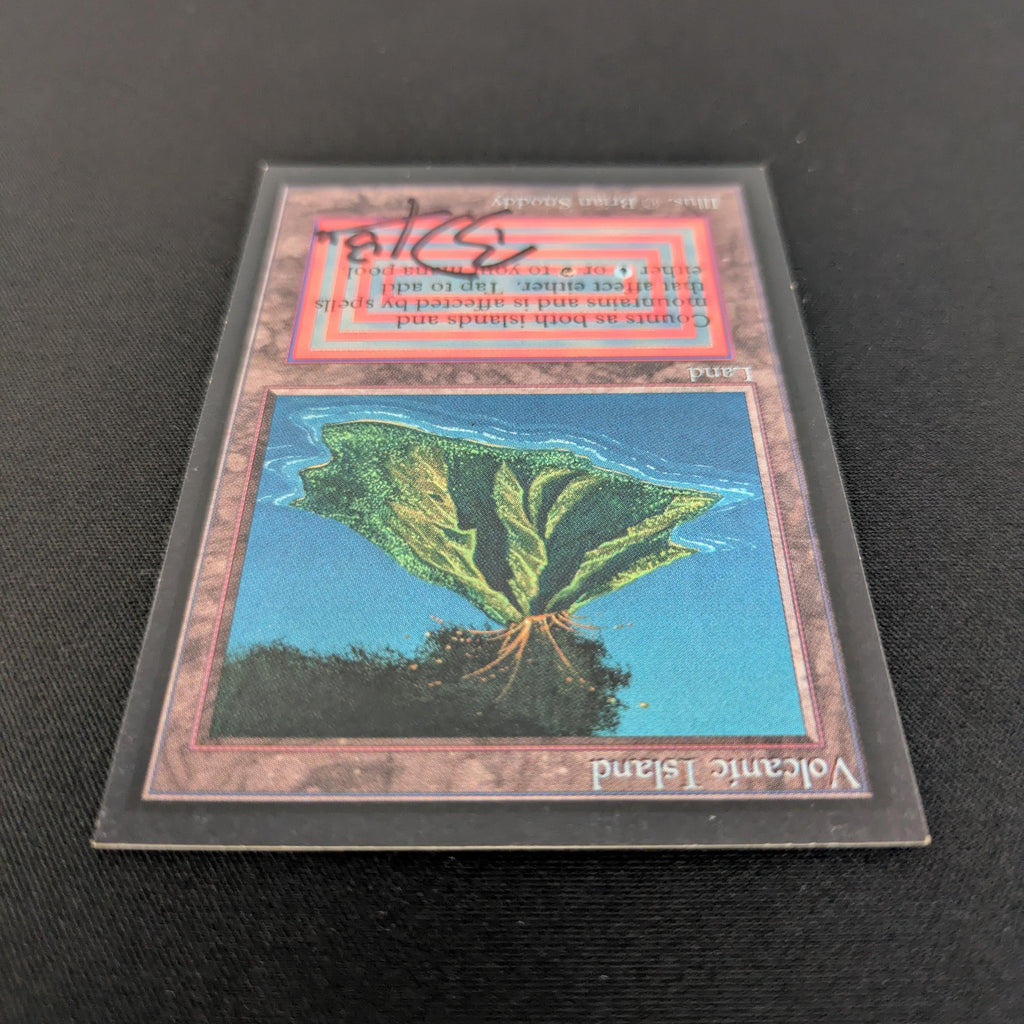 Volcanic Island
Land
Counts as both islands and
mountains and is affected by spells
that affect either. Tap to add
either or to your mana pool
Illus. © Brian Snoddy